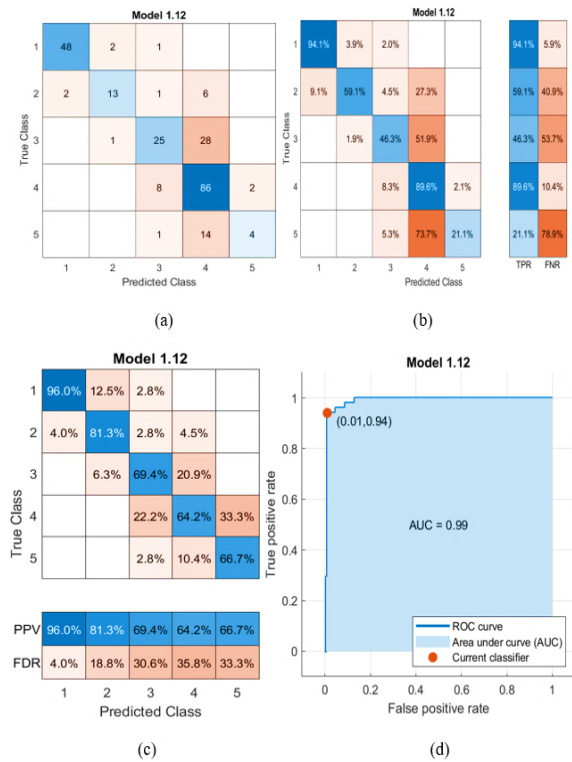 Model 1.12
1 48 2 1
2 2 13 1 6
3 1 25 28
4 8 86 2
5 1 14 4
True Class
1 2 3 4 5
Predicted Class
(a)
Model 1.12
1 94.1% 3.9% 2.0% 94.1% 5.9%
2 9.1% 59.1% 4.5% 27.3% 59.1% 40.9%
3 1.9% 46.3% 51.9% 46.3% 53.7%
4 8.3% 89.6% 2.1% 89.6% 10.4%
5 5.3% 73.7% 21.1% 21.1% 78.9%
True Class
1 2 3 4 5 TPR FNR
Predicted Class
(b)
Model 1.12
1 96.0% 12.5% 2.8%
2 4.0% 81.3% 2.8% 4.5%
3 6.3% 69.4% 20.9%
4 22.2% 64.2% 33.3%
5 2.8% 10.4% 66.7%
True Class
PPV 96.0% 81.3% 69.4% 64.2% 66.7%
FDR 4.0% 18.8% 30.6% 35.8% 33.3%
1 2 3 4 5
Predicted Class
(c)
Model 1.12
1
0.8
0.6
0.4
0.2
0
True positive rate
(0.01,0.94)
AUC = 0.99
ROC curve
Area under curve (AUC)
Current classifier
0 0.2 0.4 0.6 0.8 1
False positive rate
(d)